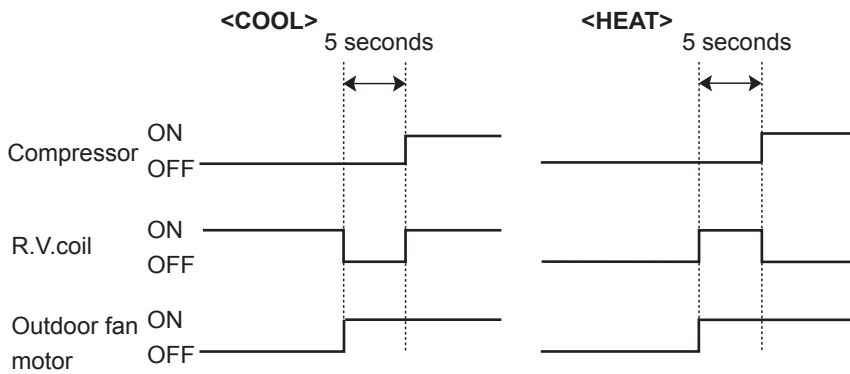 <COOL>
<HEAT>
5 seconds
5 seconds
Compressor
ON
OFF
R.V.coil
ON
OFF
Outdoor fan
motor
ON
OFF